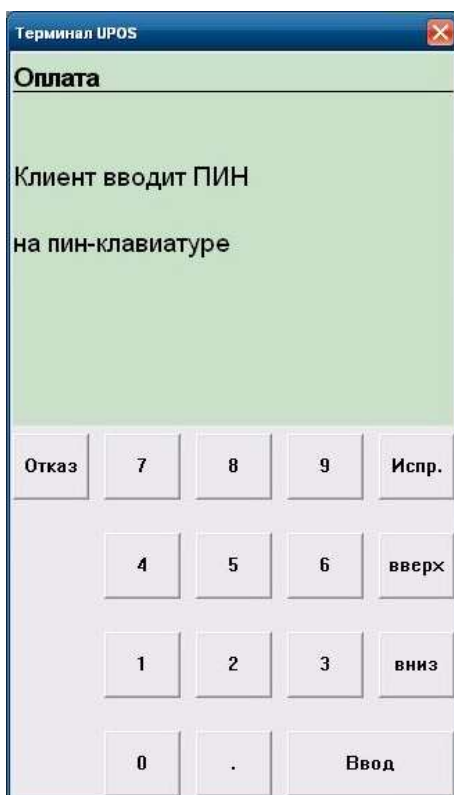 Терминал UPOS
Оплата
Клиент вводит ПИН
на пин-клавиатуре
Отказ 7 8 9 Испр.
4 5 6 вверх
1 2 3 вниз
0 . Ввод